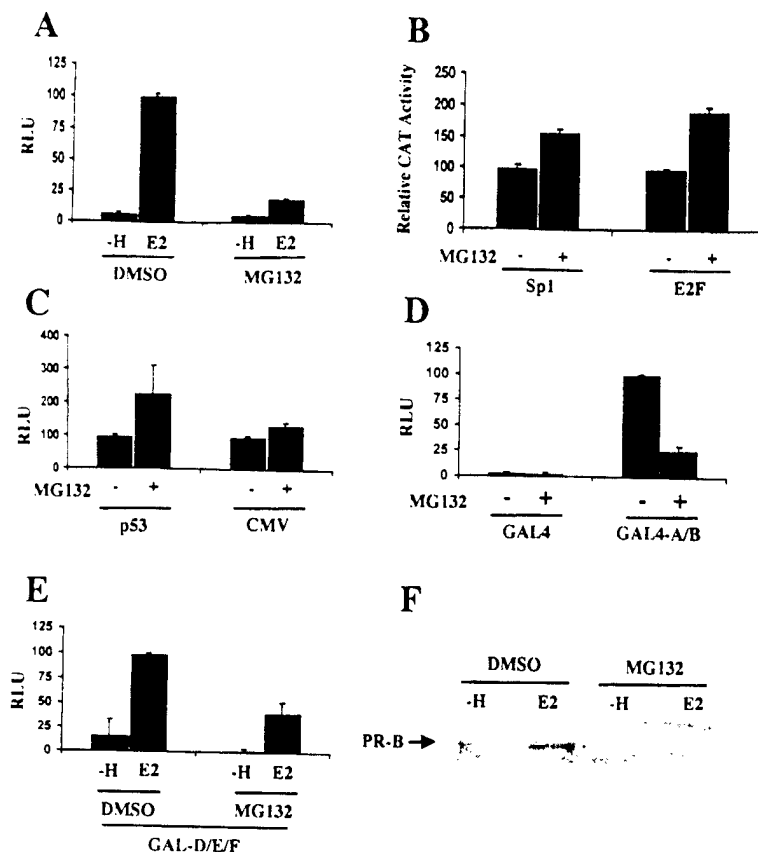 A
RLU
125
100
75
50
25
0
-H E2 -H E2
DMSO MG132
B
Relative CAT Activity
250
200
150
100
50
0
MG132 - + - +
Sp1 E2F
C
RLU
400
300
200
100
0
MG132 - + - +
p53 CMV
D
RLU
125
100
75
50
25
0
MG132 - + - +
GAL4 GAL4-A/B
E
RLU
125
100
75
50
25
0
-H E2 -H E2
DMSO MG132
GAL-D/E/F
F
DMSO MG132
-H E2 -H E2
PR-B